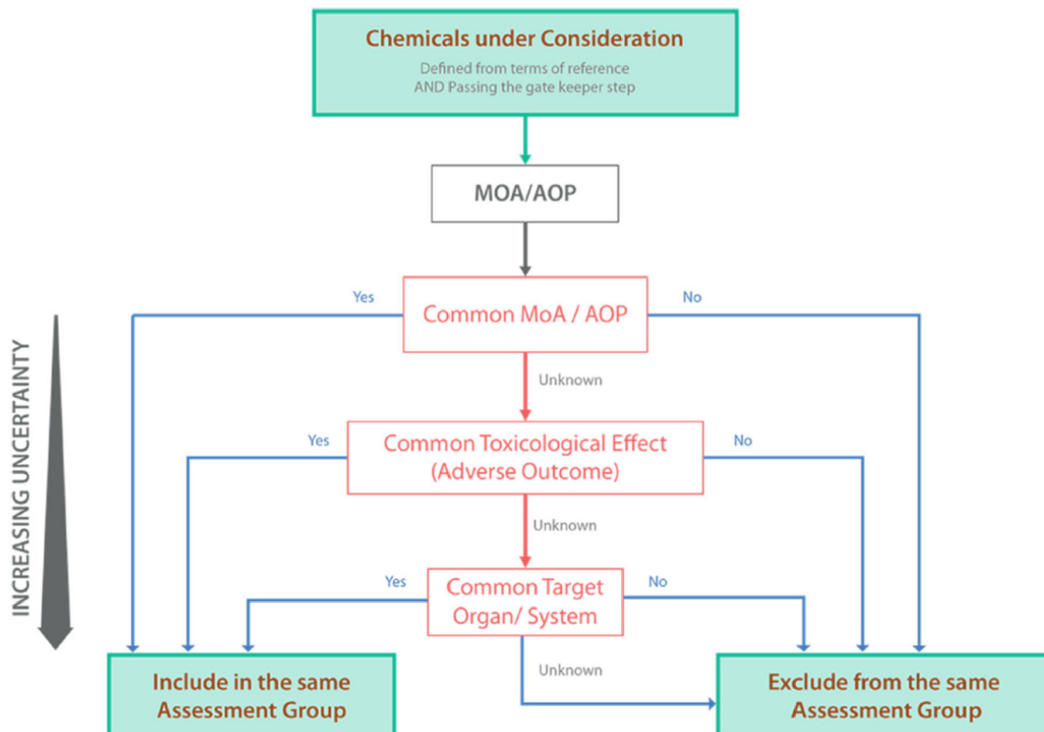 Chemicals under Consideration
Defined from terms of reference
AND Passing the gate keeper step
MOA/AOP
Yes
Common MoA / AOP
No
Unknown
Yes
Common Toxicological Effect
(Adverse Outcome)
No
Unknown
Yes
Common Target
Organ/ System
No
Unknown
INCREASING UNCERTAINTY
Include in the same
Assessment Group
Exclude from the same
Assessment Group